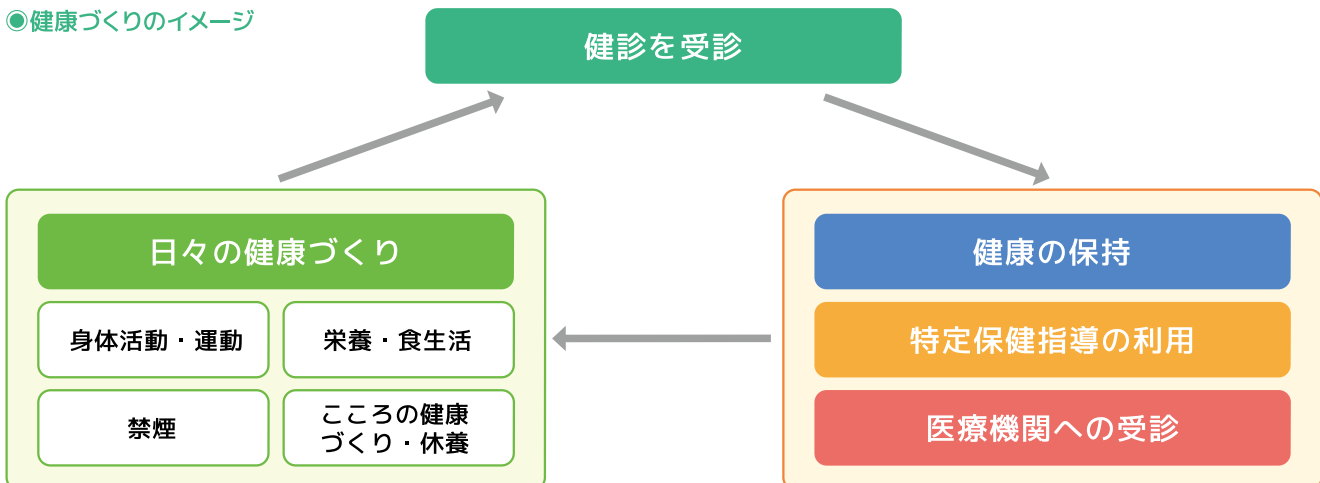 ◉健康づくりのイメージ
健診を受診
日々の健康づくり
身体活動・運動
栄養・食生活
禁煙
こころの健康
づくり・休養
健康の保持
特定保健指導の利用
医療機関への受診